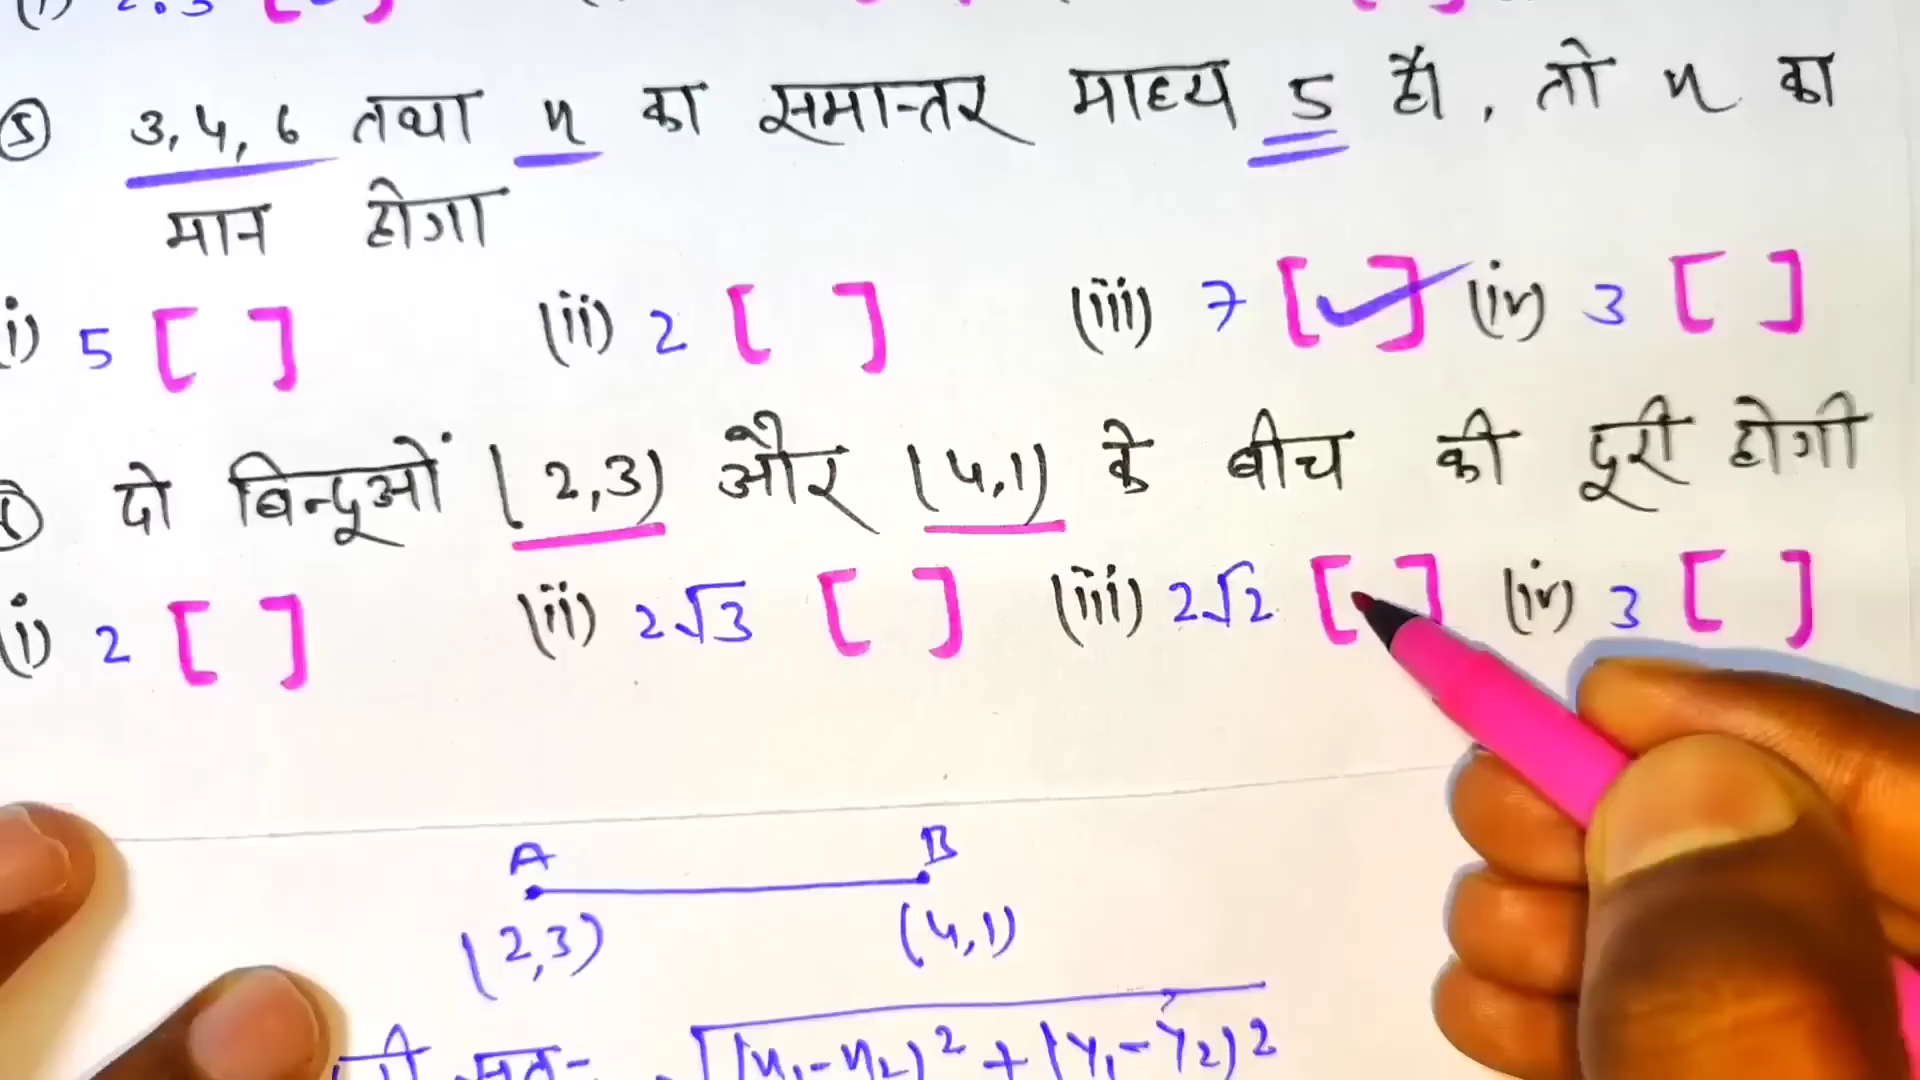 (i) 2.5
(5) 3, 4, 6 तथा x का समान्तर माध्य 5 है, तो x का
मान होगा
(i) 5 [ ] (ii) 2 [ ] (iii) 7 [✓] (iv) 3 [ ]
दो बिन्दूओं (2,3) और (4,1) के बीच की दूरी होगी
(i) 2 [ ] (ii) 2√3 [ ] (iii) 2√2 [ ] (iv) 3 [ ]
A B
(2,3) (4,1)
√(x₁-x₂)² + (y₁-y₂)²